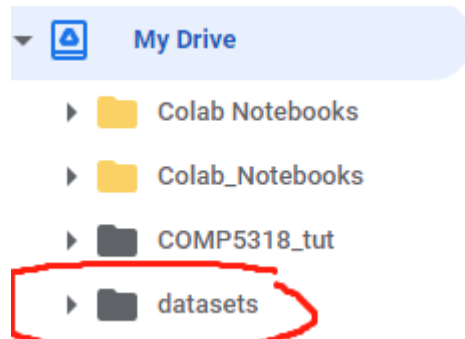 My Drive
Colab Notebooks
Colab_Notebooks
COMP5318_tut
datasets